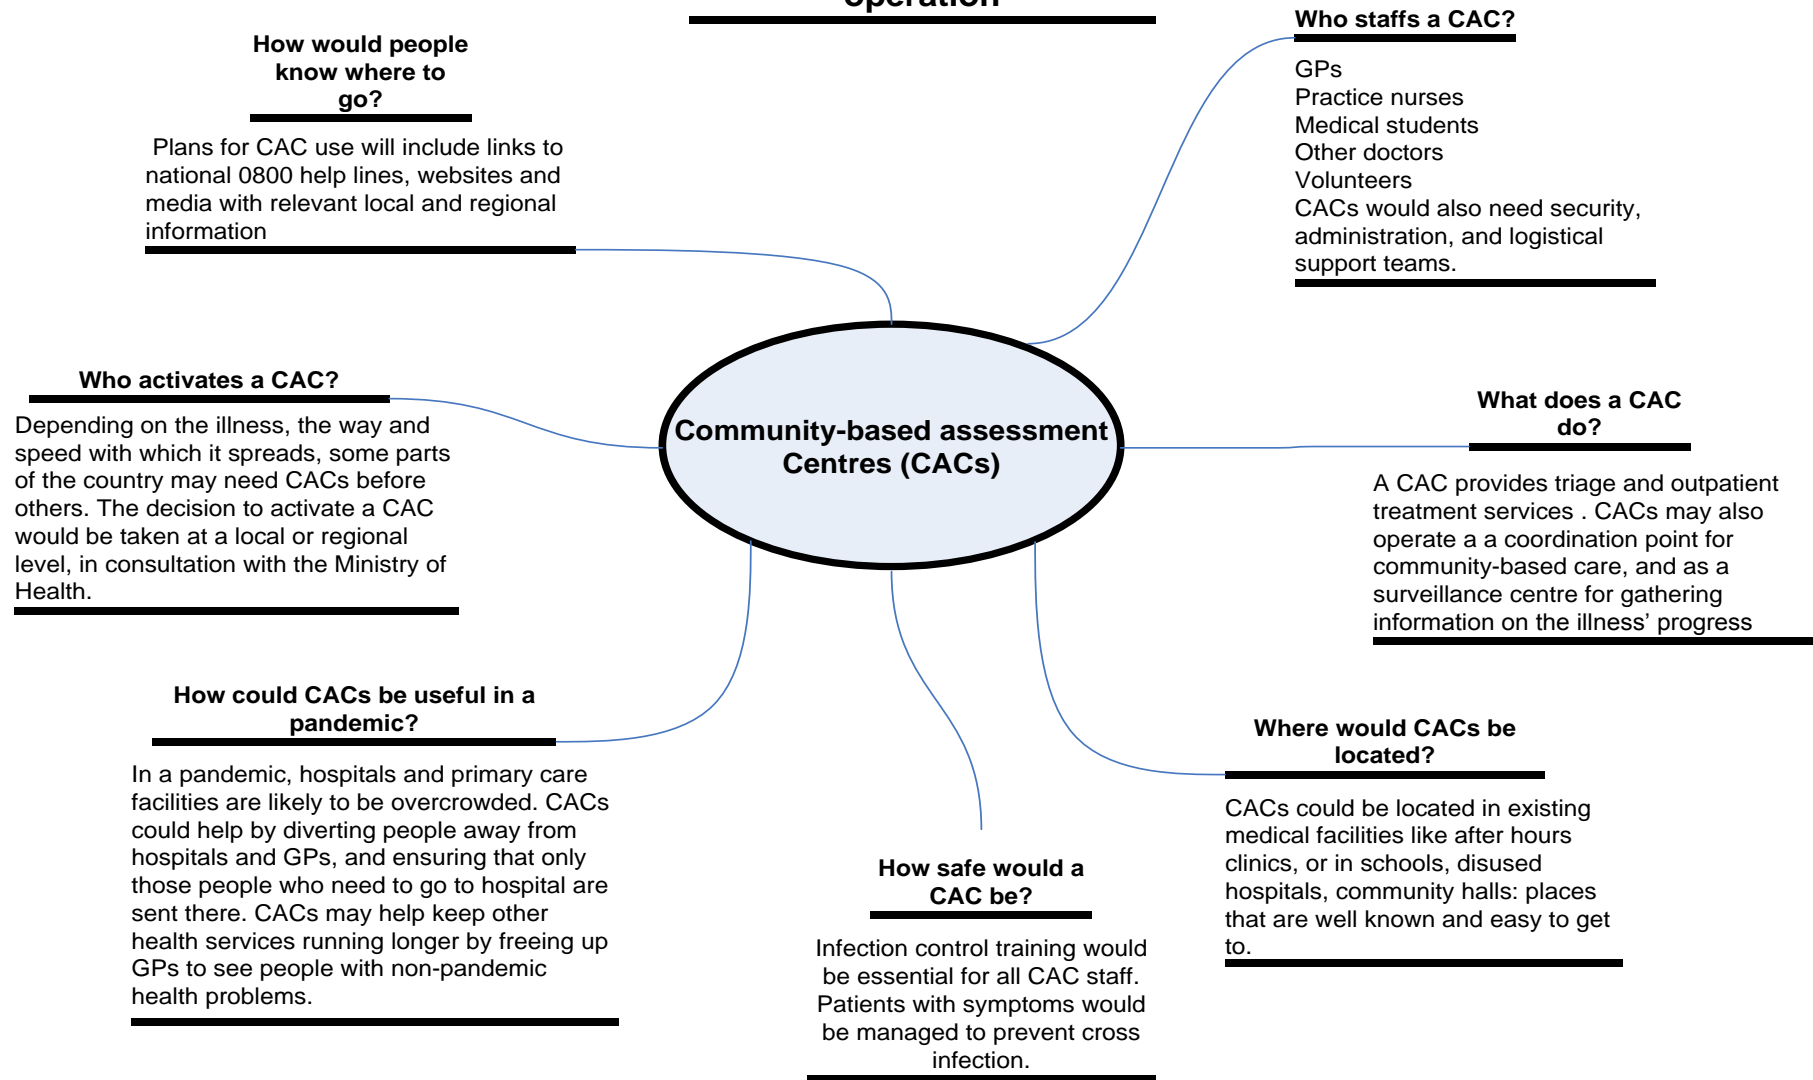 operation
How would people
know where to
go?
Plans for CAC use will include links to
national 0800 help lines, websites and
media with relevant local and regional
information
Who staffs a CAC?
GPs
Practice nurses
Medical students
Other doctors
Volunteers
CACs would also need security,
administration, and logistical
support teams.
Who activates a CAC?
Depending on the illness, the way and
speed with which it spreads, some parts
of the country may need CACs before
others. The decision to activate a CAC
would be taken at a local or regional
level, in consultation with the Ministry of
Health.
Community-based assessment
Centres (CACs)
What does a CAC
do?
A CAC provides triage and outpatient
treatment services . CACs may also
operate a a coordination point for
community-based care, and as a
surveillance centre for gathering
information on the illness’ progress
How could CACs be useful in a
pandemic?
In a pandemic, hospitals and primary care
facilities are likely to be overcrowded. CACs
could help by diverting people away from
hospitals and GPs, and ensuring that only
those people who need to go to hospital are
sent there. CACs may help keep other
health services running longer by freeing up
GPs to see people with non-pandemic
health problems.
How safe would a
CAC be?
Infection control training would
be essential for all CAC staff.
Patients with symptoms would
be managed to prevent cross
infection.
Where would CACs be
located?
CACs could be located in existing
medical facilities like after hours
clinics, or in schools, disused
hospitals, community halls: places
that are well known and easy to get
to.